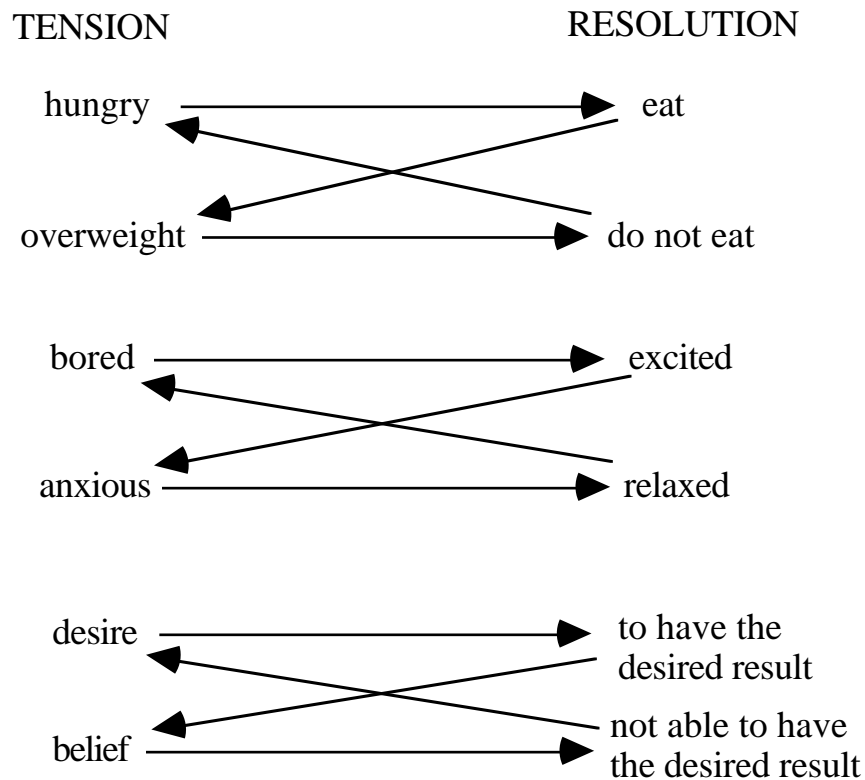 TENSION RESOLUTION
hungry eat
overweight do not eat
bored excited
anxious relaxed
desire to have the
desired result
belief not able to have
the desired result